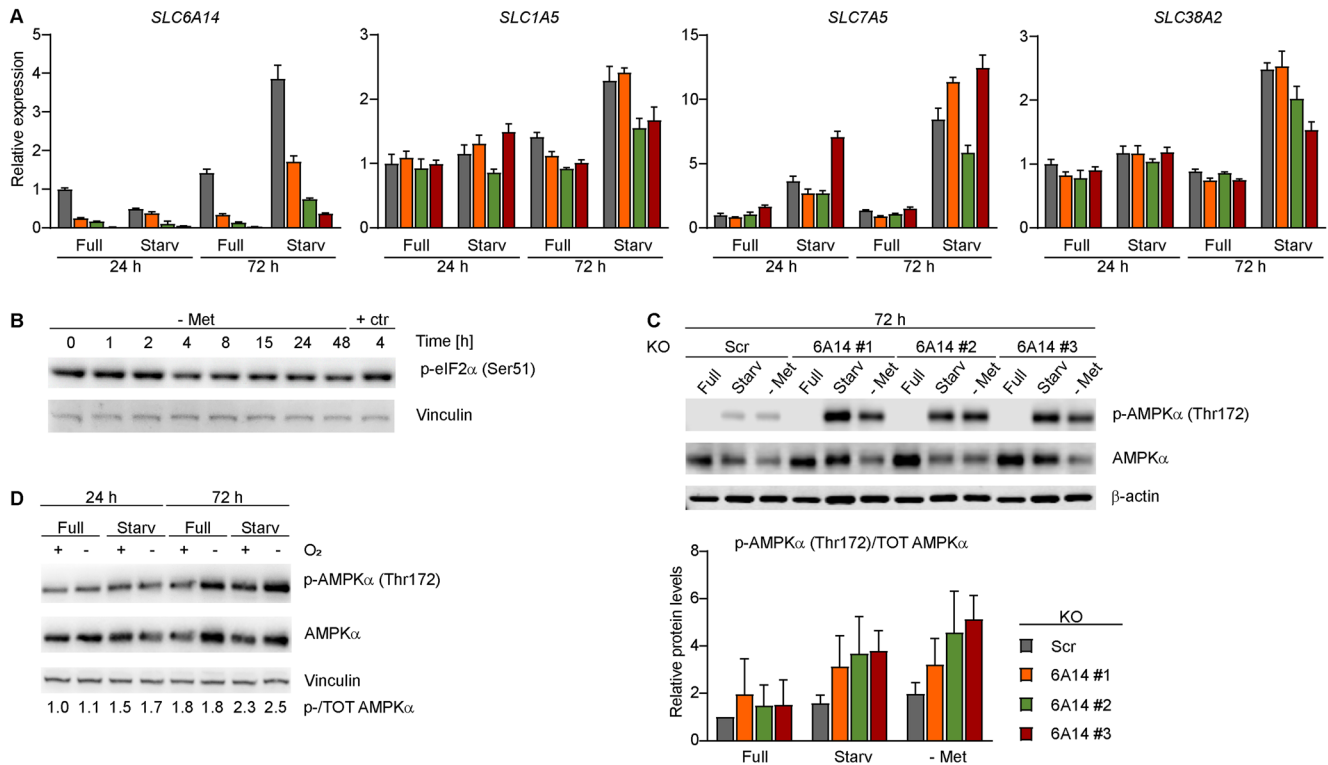 A
SLC6A14
SLC1A5
SLC7A5
SLC38A2
Relative expression
5
4
3
2
1
0
Full Starv Full Starv
24 h 72 h
3
2
1
0
Full Starv Full Starv
24 h 72 h
15
10
5
0
Full Starv Full Starv
24 h 72 h
3
2
1
0
Full Starv Full Starv
24 h 72 h
B
- Met + ctr
0 1 2 4 8 15 24 48 4 Time [h]
p-eIF2α (Ser51)
Vinculin
C
72 h
KO Scr 6A14 #1 6A14 #2 6A14 #3
Full Starv - Met Full Starv - Met Full Starv - Met Full Starv - Met
p-AMPKα (Thr172)
AMPKα
β-actin
p-AMPKα (Thr172)/TOT AMPKα
Relative protein levels
8
6
4
2
0
Full Starv - Met
KO
Scr
6A14 #1
6A14 #2
6A14 #3
D
24 h 72 h
Full Starv Full Starv
+ - + - + - + - O₂
p-AMPKα (Thr172)
AMPKα
Vinculin
1.0 1.1 1.5 1.7 1.8 1.8 2.3 2.5 p-/TOT AMPKα